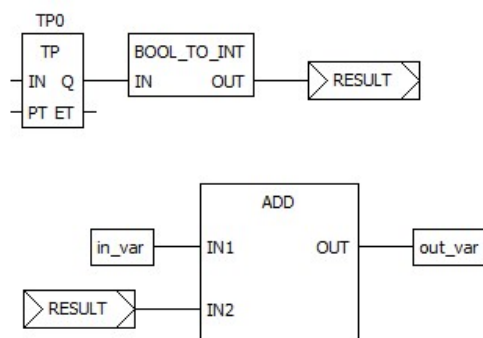 TP0
TP BOOL_TO_INT
IN Q IN OUT RESULT
PT ET
ADD
in_var IN1 OUT out_var
RESULT IN2